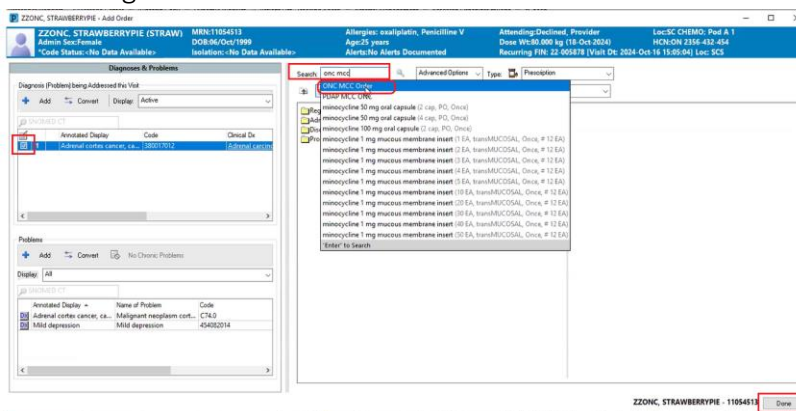 ZZONC, STRAWBERRYPIE - Add Order
ZZONC, STRAWBERRYPIE (STRAW)
MRN:11054513
Allergies: oxaliplatin, Penicillin V
Attending:Declined, Provider
Loc:SC CHEMO; Pod A 1
Admin Sex:Female
DOB:06/Oct/1999
Age:25 years
Dose Wt:80.000 kg (18-Oct-2024)
HCN:ON 2356-432-454
*Code Status:<No Data Available>
Isolation: <No Data Available>
Alerts:No Alerts Documented
Recurring FIN: 22-005878 [Visit Dt: 2024-Oct-16 15:05:04] Loc: SCS
Diagnoses & Problems
Diagnosis (Problem) being Addressed this Visit
Add Convert Display: Active
SNOMED CT
Annotated Display Code Clinical Dx
1 Adrenal cortex cancer, ca... 380017012 Adrenal carcino
Problems
Add Convert No Chronic Problems
Display: All
SNOMED CT
Annotated Display Name of Problem Code
Adrenal cortex cancer, ca... Malignant neoplasm cort... C74.0
Mild depression Mild depression 454082014
Search: onc mcc Advanced Options Type: Prescription
ONC MCC Order
PDAP MCC ONC
minocycline 50 mg oral capsule (2 cap, PO, Once)
minocycline 50 mg oral capsule (4 cap, PO, Once)
minocycline 100 mg oral capsule (2 cap, PO, Once)
minocycline 1 mg mucous membrane insert (1 EA, transMUCOSAL, Once, # 12 EA)
minocycline 1 mg mucous membrane insert (2 EA, transMUCOSAL, Once, # 12 EA)
minocycline 1 mg mucous membrane insert (3 EA, transMUCOSAL, Once, # 12 EA)
minocycline 1 mg mucous membrane insert (4 EA, transMUCOSAL, Once, # 12 EA)
minocycline 1 mg mucous membrane insert (5 EA, transMUCOSAL, Once, # 12 EA)
minocycline 1 mg mucous membrane insert (10 EA, transMUCOSAL, Once, # 12 EA)
minocycline 1 mg mucous membrane insert (20 EA, transMUCOSAL, Once, # 12 EA)
minocycline 1 mg mucous membrane insert (30 EA, transMUCOSAL, Once, # 12 EA)
minocycline 1 mg mucous membrane insert (40 EA, transMUCOSAL, Once, # 12 EA)
minocycline 1 mg mucous membrane insert (50 EA, transMUCOSAL, Once, # 12 EA)
'Enter' to Search
ZZONC, STRAWBERRYPIE - 11054513 Done